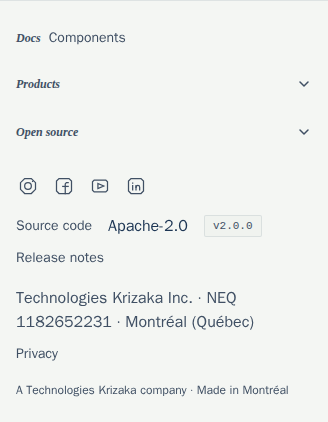 Docs Components
Products
Open source
Source code Apache-2.0 v2.0.0
Release notes
Technologies Krizaka Inc. · NEQ
1182652231 · Montréal (Québec)
Privacy
A Technologies Krizaka company · Made in Montréal